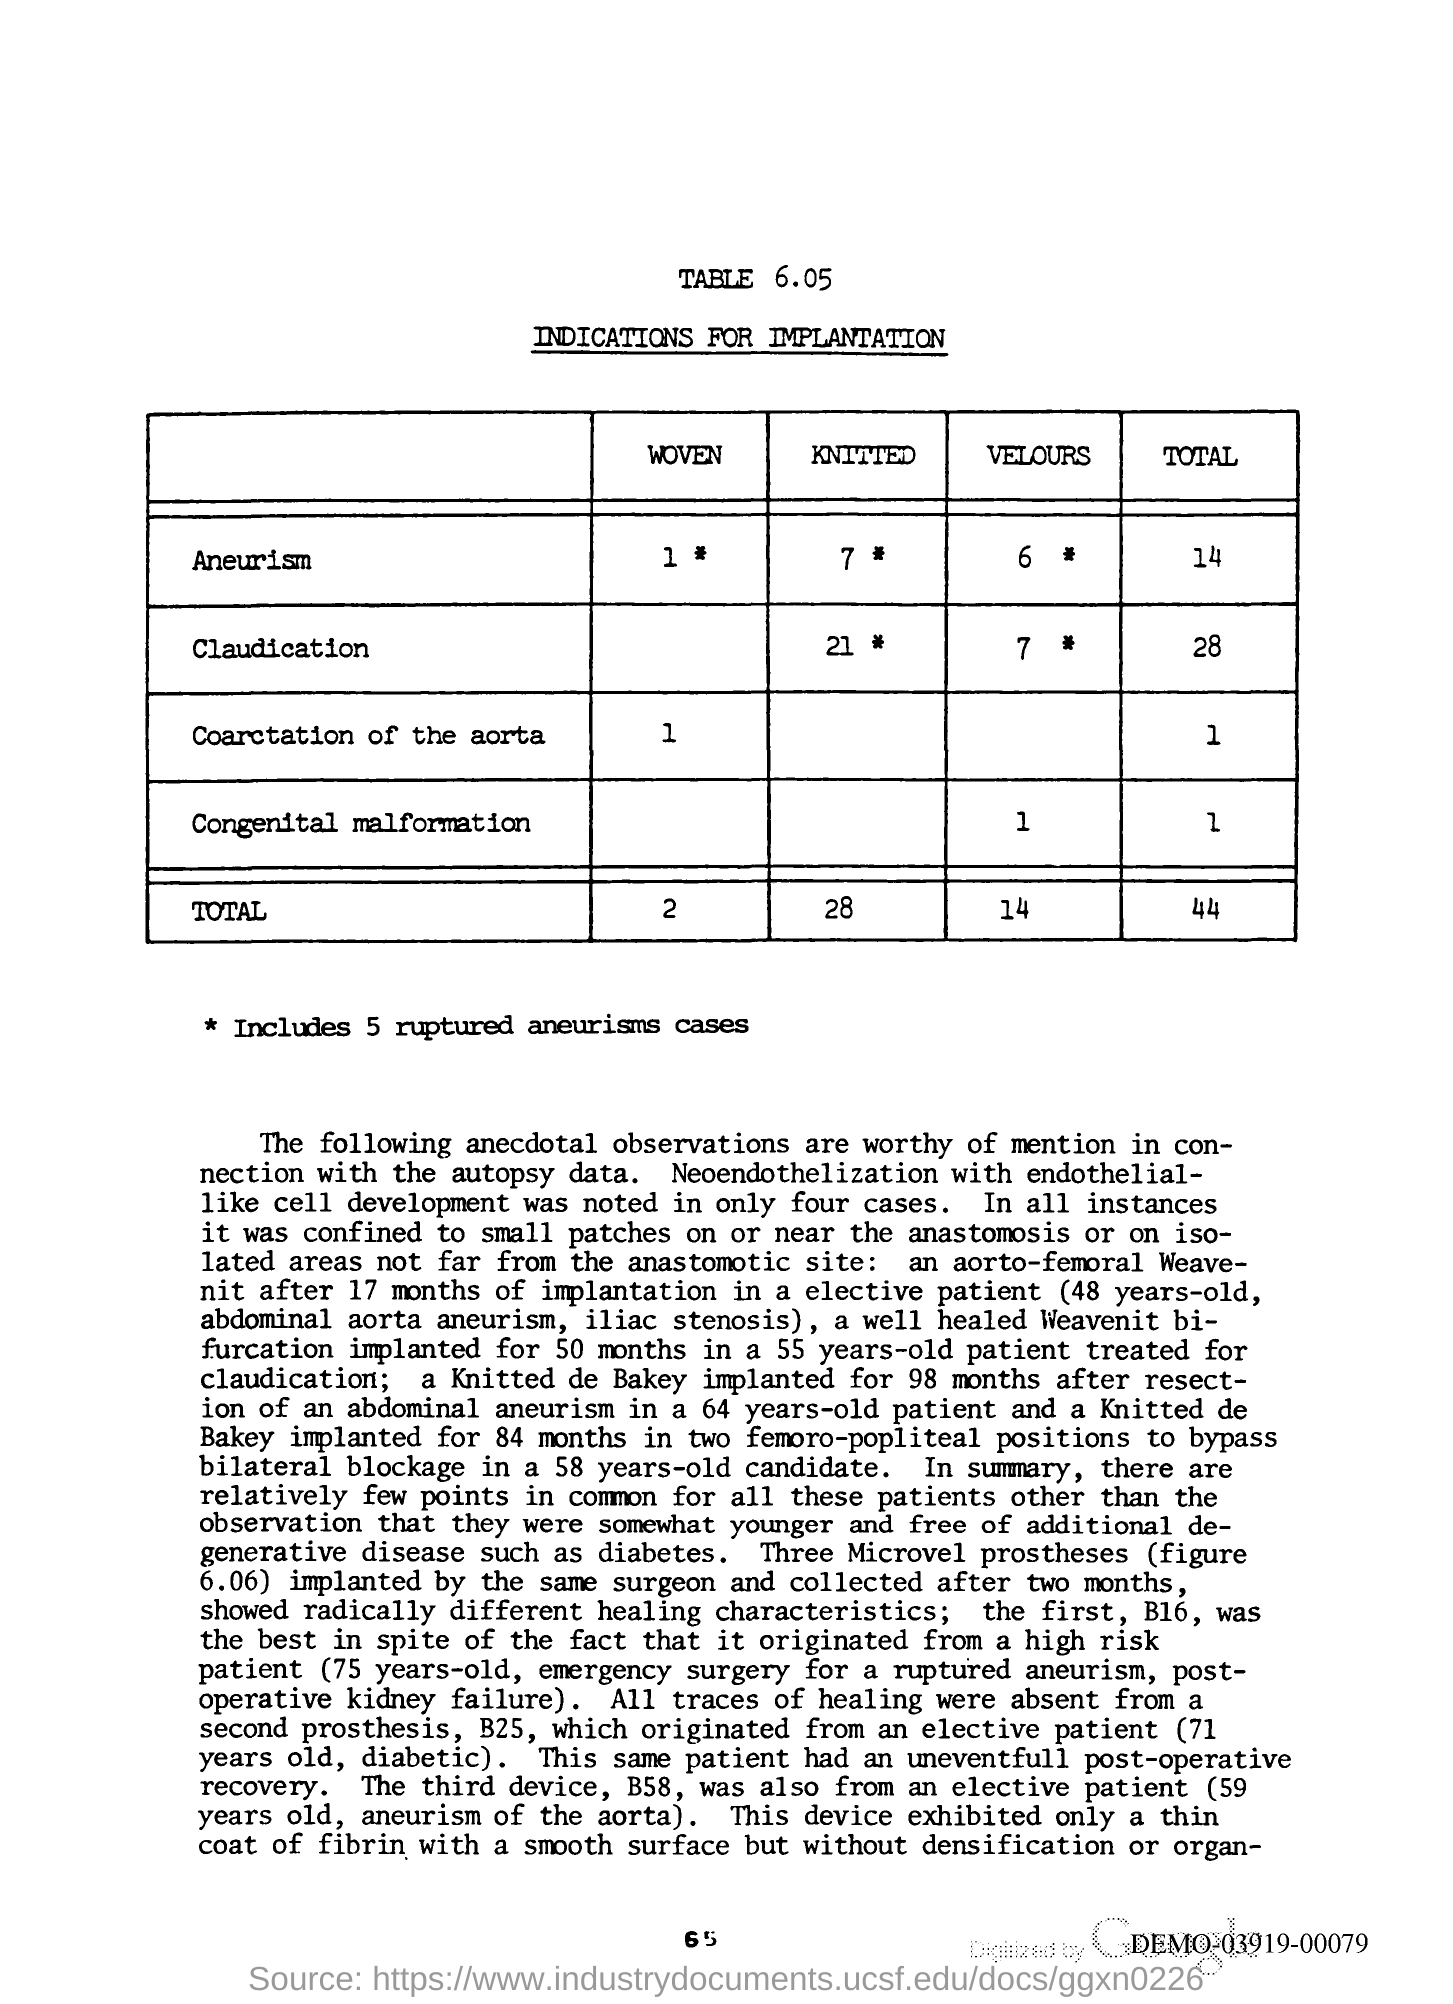 TABLE 6.05
INDICATIONS FOR IMPLANTATION
WOVEN KNITTED VELOURS TOTAL
Aneurism 1 * 7 * 6 * 14
Claudication 21 * 7 * 28
Coarctation of the aorta 1 1
Congenital malformation 1 1
TOTAL 2 28 14 44
* Includes 5 ruptured aneurisms cases
The following anecdotal observations are worthy of mention in con-
nection with the autopsy data. Neoendothelization with endothelial-
like cell development was noted in only four cases. In all instances
it was confined to small patches on or near the anastomosis or on iso-
lated areas not far from the anastomotic site: an aorto-femoral Weave-
nit after 17 months of implantation in a elective patient (48 years-old,
abdominal aorta aneurism, iliac stenosis), a well healed Weavenit bi-
furcation implanted for 50 months in a 55 years-old patient treated for
claudication; a Knitted de Bakey implanted for 98 months after resect-
ion of an abdominal aneurism in a 64 years-old patient and a Knitted de
Bakey implanted for 84 months in two femoro-popliteal positions to bypass
bilateral blockage in a 58 years-old candidate. In summary, there are
relatively few points in common for all these patients other than the
observation that they were somewhat younger and free of additional de-
generative disease such as diabetes. Three Microvel prostheses (figure
6.06) implanted by the same surgeon and collected after two months,
showed radically different healing characteristics; the first, B16, was
the best in spite of the fact that it originated from a high risk
patient (75 years-old, emergency surgery for a ruptured aneurism, post-
operative kidney failure). All traces of healing were absent from a
second prosthesis, B25, which originated from an elective patient (71
years old, diabetic). This same patient had an uneventfull post-operative
recovery. The third device, B58, was also from an elective patient (59
years old, aneurism of the aorta). This device exhibited only a thin
coat of fibrin with a smooth surface but without densification or organ-
65
Digitized by Google
DEMO-03919-00079
Source: https://www.industrydocuments.ucsf.edu/docs/ggxn0226